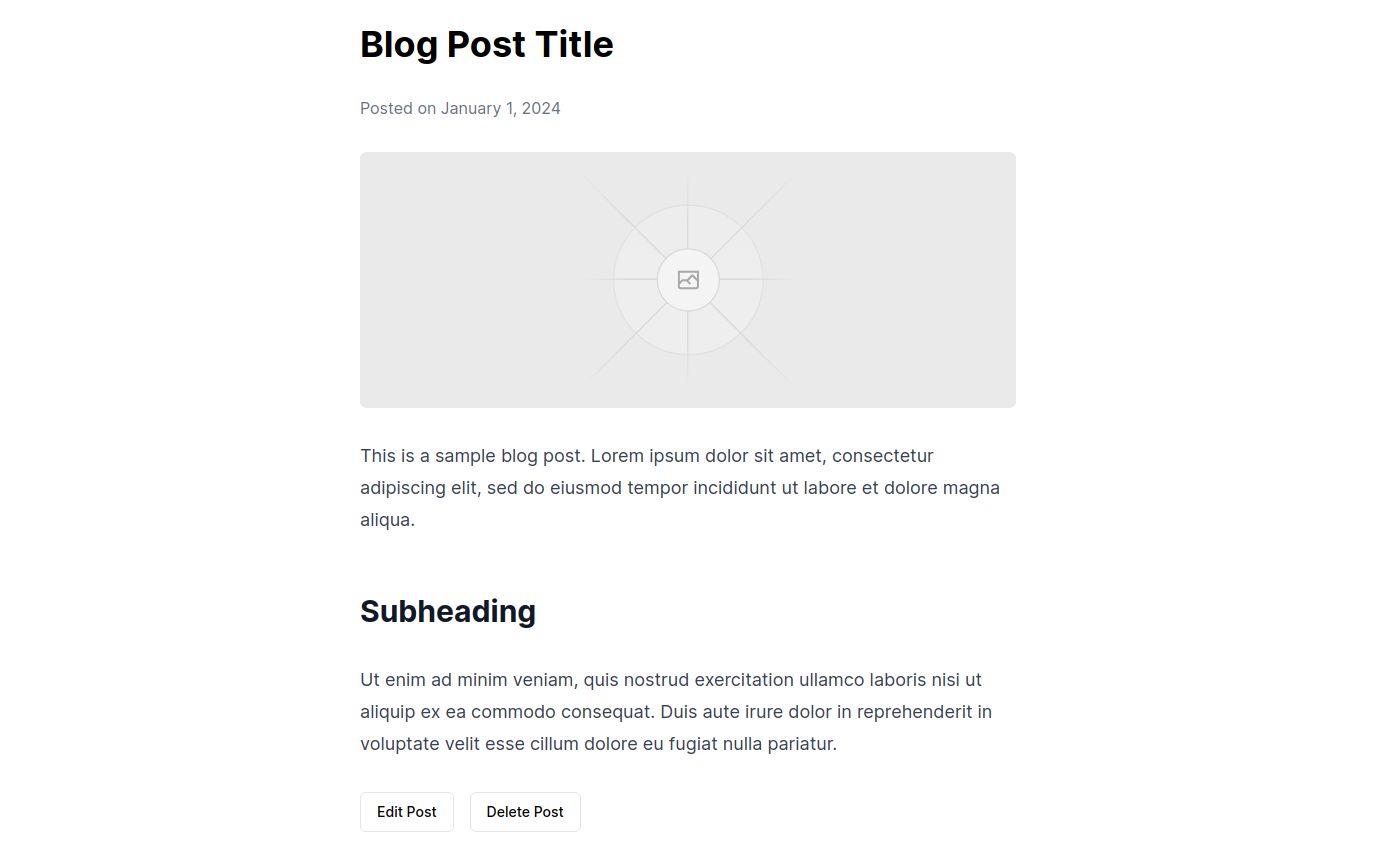 Blog Post Title
Posted on January 1, 2024
This is a sample blog post. Lorem ipsum dolor sit amet, consectetur
adipiscing elit, sed do eiusmod tempor incididunt ut labore et dolore magna
aliqua.
Subheading
Ut enim ad minim veniam, quis nostrud exercitation ullamco laboris nisi ut
aliquip ex ea commodo consequat. Duis aute irure dolor in reprehenderit in
voluptate velit esse cillum dolore eu fugiat nulla pariatur.
Edit Post
Delete Post